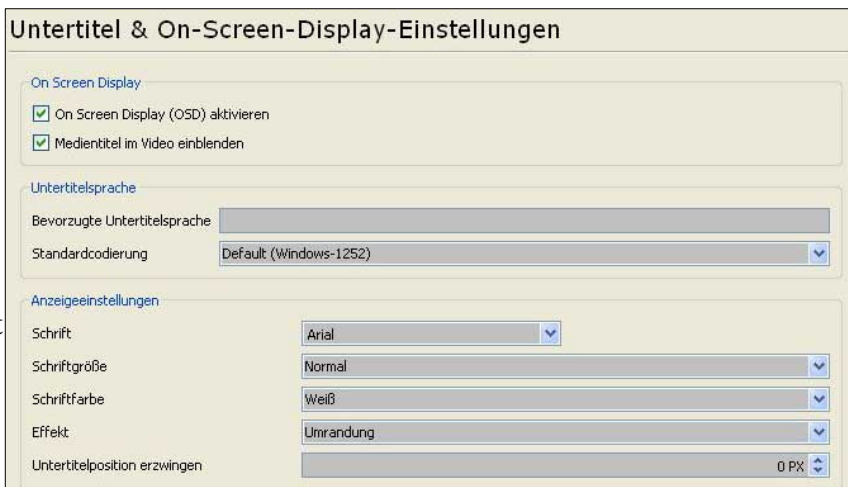 Untertitel & On-Screen-Display-Einstellungen
On Screen Display
On Screen Display (OSD) aktivieren
Medientitel im Video einblenden
Untertitelsprache
Bevorzugte Untertitelsprache
Standardcodierung Default (Windows-1252)
Anzeigeeinstellungen
Schrift Arial
Schriftgröße Normal
Schriftfarbe Weiß
Effekt Umrandung
Untertitelposition erzwingen 0 PX